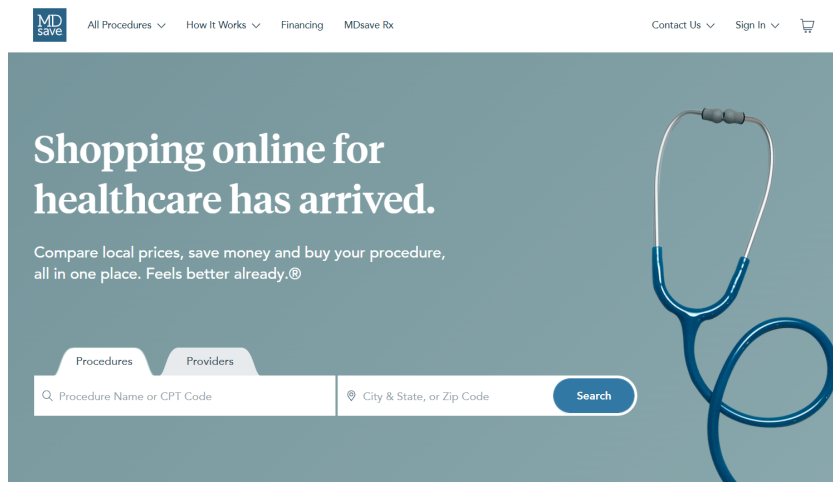 MD
save
All Procedures
How It Works
Financing
MDsave Rx
Contact Us
Sign In
Shopping online for
healthcare has arrived.
Compare local prices, save money and buy your procedure,
all in one place. Feels better already.®
Procedures
Providers
Procedure Name or CPT Code
City & State, or Zip Code
Search